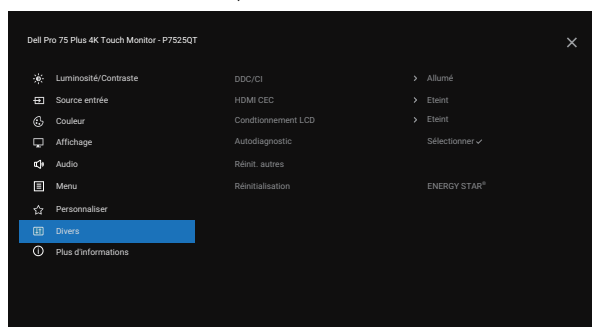 Dell Pro 75 Plus 4K Touch Monitor - P7525QT
Luminosité/Contraste DDC/CI Allumé
Source entrée HDMI CEC Eteint
Couleur Condtionnement LCD Eteint
Affichage Autodiagnostic Sélectionner
Audio Réinit. autres
Menu Réinitialisation ENERGY STAR®
Personnaliser
Divers
Plus d'informations